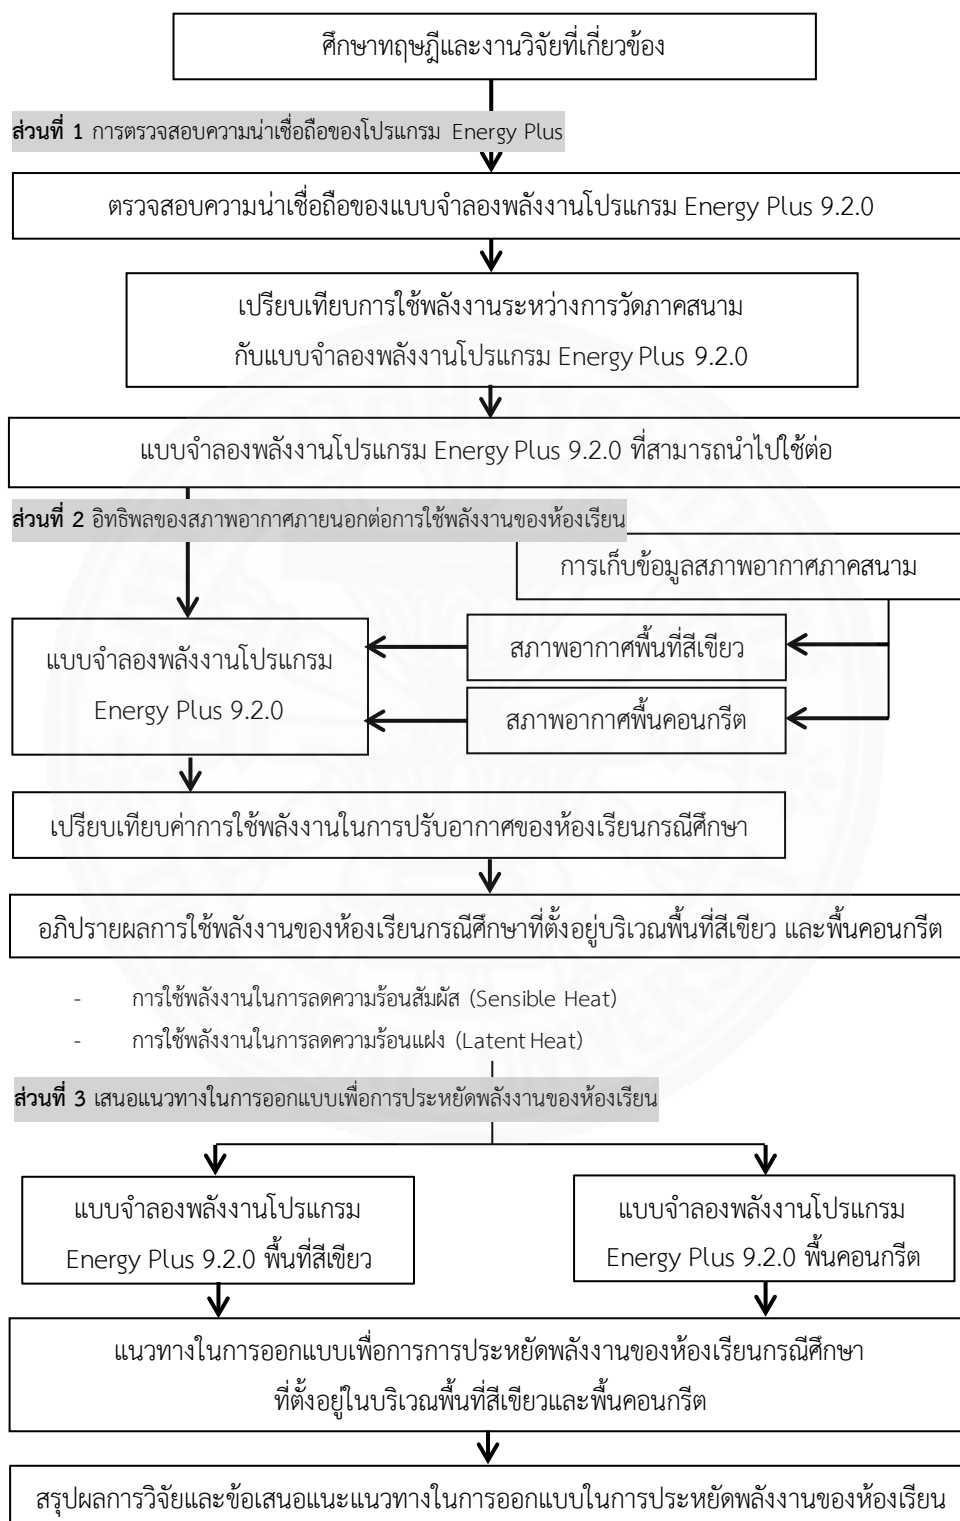 ศึกษาทฤษฎีและงานวิจัยที่เกี่ยวข้อง
ส่วนที่ 1 การตรวจสอบความน่าเชื่อถือของโปรแกรม Energy Plus
ตรวจสอบความน่าเชื่อถือของแบบจำลองพลังงานโปรแกรม Energy Plus 9.2.0
เปรียบเทียบการใช้พลังงานระหว่างการวัดภาคสนาม
กับแบบจำลองพลังงานโปรแกรม Energy Plus 9.2.0
แบบจำลองพลังงานโปรแกรม Energy Plus 9.2.0 ที่สามารถนำไปใช้ต่อ
ส่วนที่ 2 อิทธิพลของสภาพอากาศภายนอกต่อการใช้พลังงานของห้องเรียน
การเก็บข้อมูลสภาพอากาศภาคสนาม
สภาพอากาศพื้นที่สีเขียว
แบบจำลองพลังงานโปรแกรม
Energy Plus 9.2.0
สภาพอากาศพื้นคอนกรีต
เปรียบเทียบค่าการใช้พลังงานในการปรับอากาศของห้องเรียนกรณีศึกษา
อภิปรายผลการใช้พลังงานของห้องเรียนกรณีศึกษาที่ตั้งอยู่บริเวณพื้นที่สีเขียว และพื้นคอนกรีต
- การใช้พลังงานในการลดความร้อนสัมผัส (Sensible Heat)
- การใช้พลังงานในการลดความร้อนแฝง (Latent Heat)
ส่วนที่ 3 เสนอแนวทางในการออกแบบเพื่อการประหยัดพลังงานของห้องเรียน
แบบจำลองพลังงานโปรแกรม
Energy Plus 9.2.0 พื้นที่สีเขียว
แบบจำลองพลังงานโปรแกรม
Energy Plus 9.2.0 พื้นคอนกรีต
แนวทางในการออกแบบเพื่อการการประหยัดพลังงานของห้องเรียนกรณีศึกษา
ที่ตั้งอยู่ในบริเวณพื้นที่สีเขียวและพื้นคอนกรีต
สรุปผลการวิจัยและข้อเสนอแนะแนวทางในการออกแบบในการประหยัดพลังงานของห้องเรียน